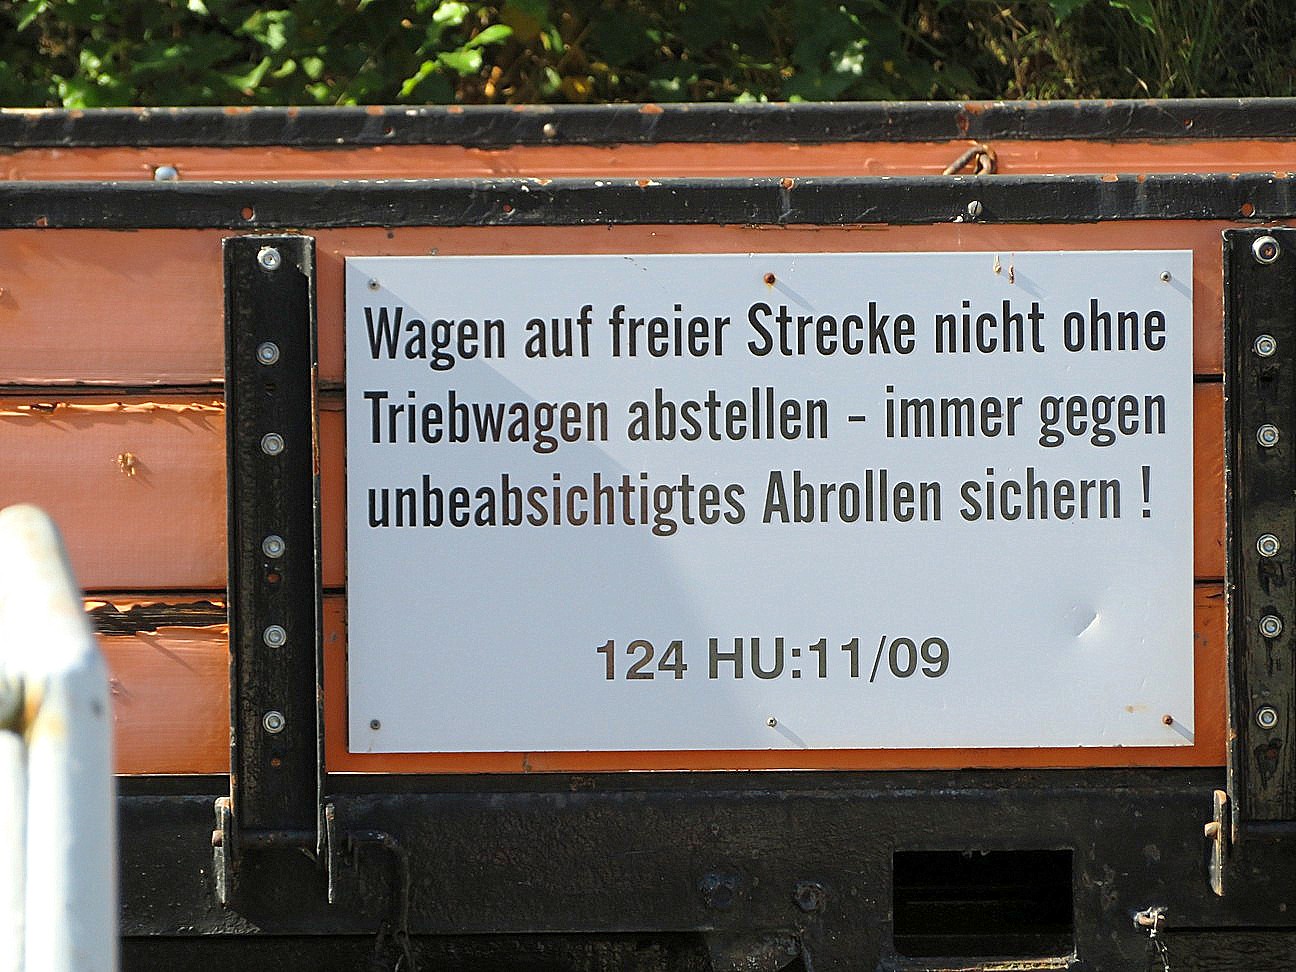 Wagen auf freier Strecke nicht ohne
Triebwagen abstellen - immer gegen
unbeabsichtigtes Abrollen sichern !
124 HU:11/09